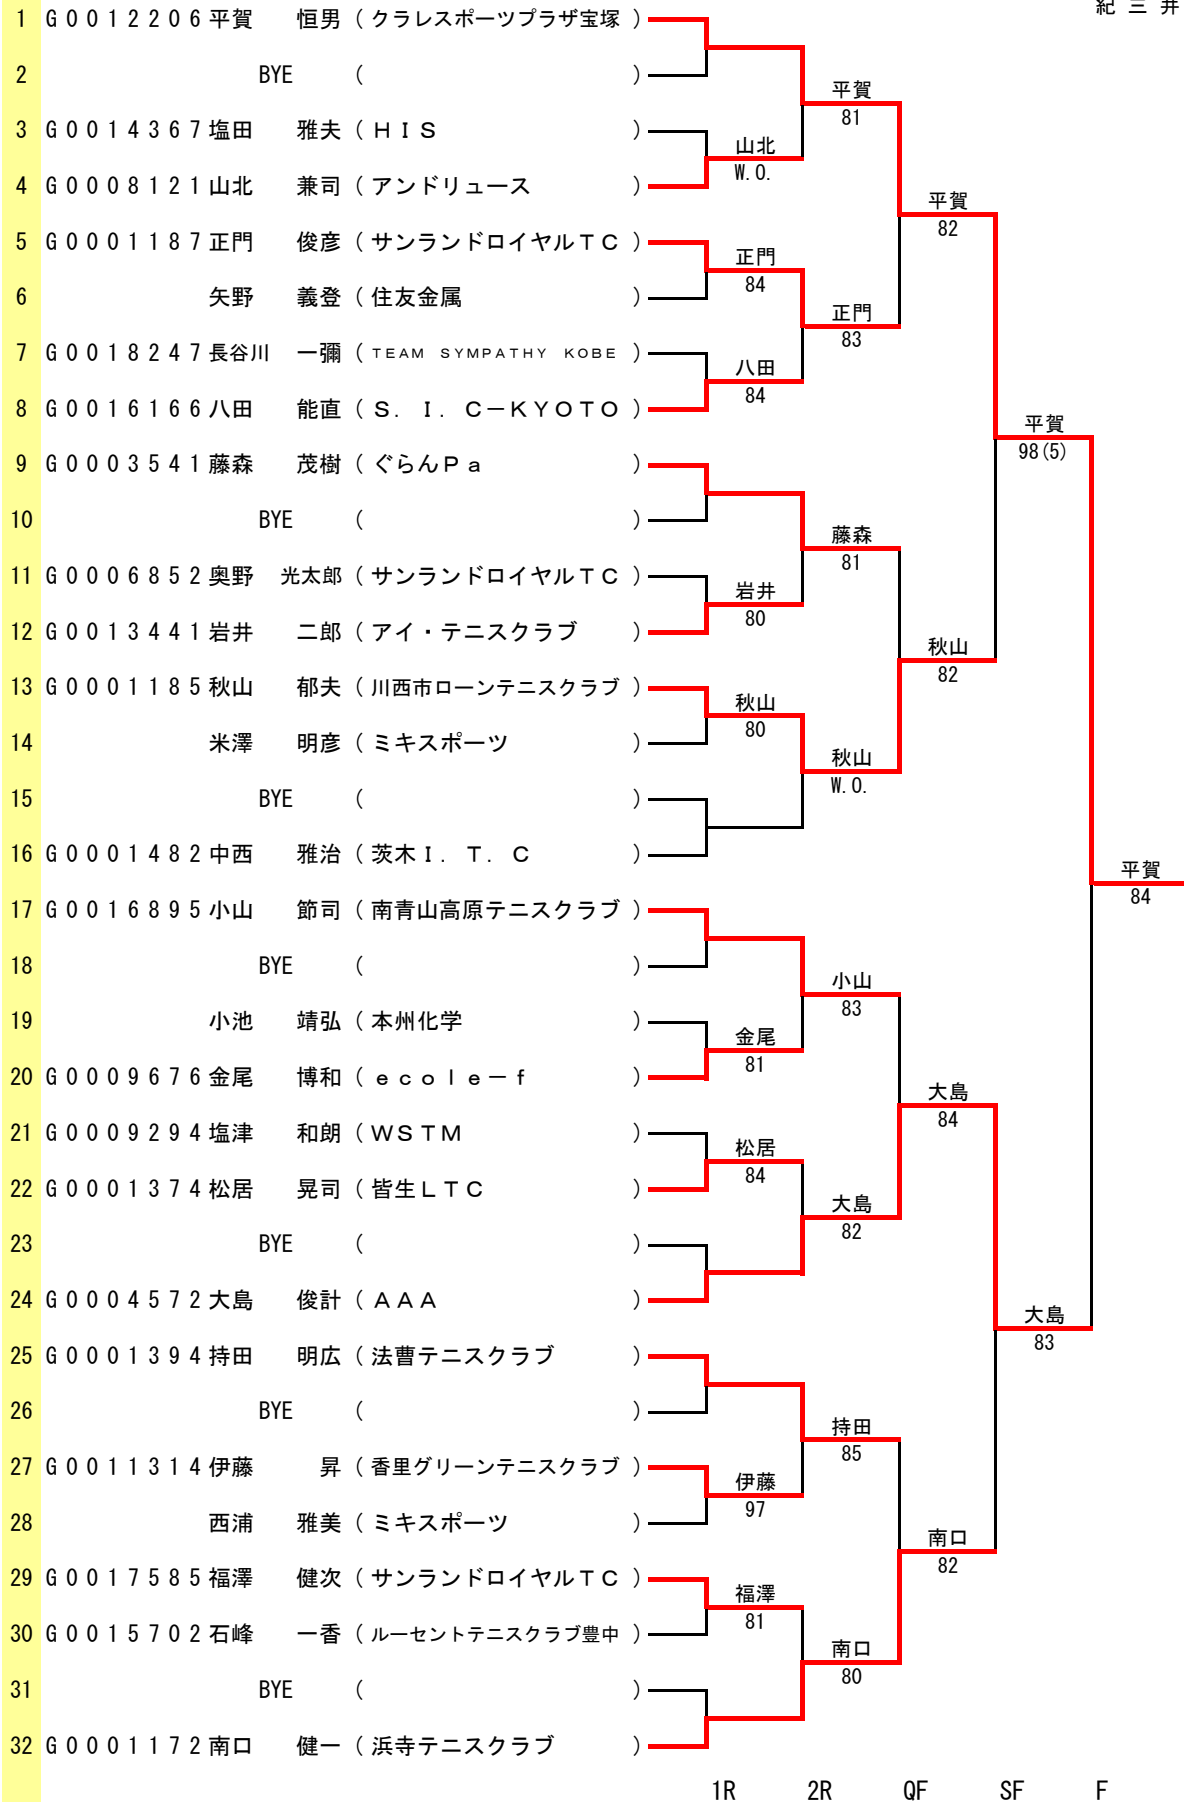 紀 三 井
1 G0012206 平賀 恒男 ( クラレスポーツプラザ宝塚 )
2 BYE ( )
平賀
81
3 G0014367 塩田 雅夫 ( ＨＩＳ )
山北
W.O.
4 G0008121 山北 兼司 ( アンドリュース )
平賀
82
5 G0001187 正門 俊彦 ( サンランドロイヤルＴＣ )
正門
84
6 矢野 義登 ( 住友金属 )
正門
83
7 G0018247 長谷川 一彌 ( TEAM SYMPATHY KOBE )
八田
84
8 G0016166 八田 能直 ( Ｓ．Ｉ．Ｃ－ＫＹＯＴＯ )
平賀
98(5)
9 G0003541 藤森 茂樹 ( ぐらんＰａ )
10 BYE ( )
藤森
81
11 G0006852 奥野 光太郎 ( サンランドロイヤルＴＣ )
岩井
80
12 G0013441 岩井 二郎 ( アイ・テニスクラブ )
秋山
82
13 G0001185 秋山 郁夫 ( 川西市ローンテニスクラブ )
秋山
80
14 米澤 明彦 ( ミキスポーツ )
秋山
W.O.
15 BYE ( )
16 G0001482 中西 雅治 ( 茨木Ｉ．Ｔ．Ｃ )
平賀
84
17 G0016895 小山 節司 ( 南青山高原テニスクラブ )
18 BYE ( )
小山
83
19 小池 靖弘 ( 本州化学 )
金尾
81
20 G0009676 金尾 博和 ( ｅｃｏｌｅ－ｆ )
大島
84
21 G0009294 塩津 和朗 ( ＷＳＴＭ )
松居
84
22 G0001374 松居 晃司 ( 皆生ＬＴＣ )
大島
82
23 BYE ( )
24 G0004572 大島 俊計 ( ＡＡＡ )
大島
83
25 G0001394 持田 明広 ( 法曹テニスクラブ )
26 BYE ( )
持田
85
27 G0011314 伊藤 昇 ( 香里グリーンテニスクラブ )
伊藤
97
28 西浦 雅美 ( ミキスポーツ )
南口
82
29 G0017585 福澤 健次 ( サンランドロイヤルＴＣ )
福澤
81
30 G0015702 石峰 一香 ( ルーセントテニスクラブ豊中 )
南口
80
31 BYE ( )
32 G0001172 南口 健一 ( 浜寺テニスクラブ )
1R 2R QF SF F